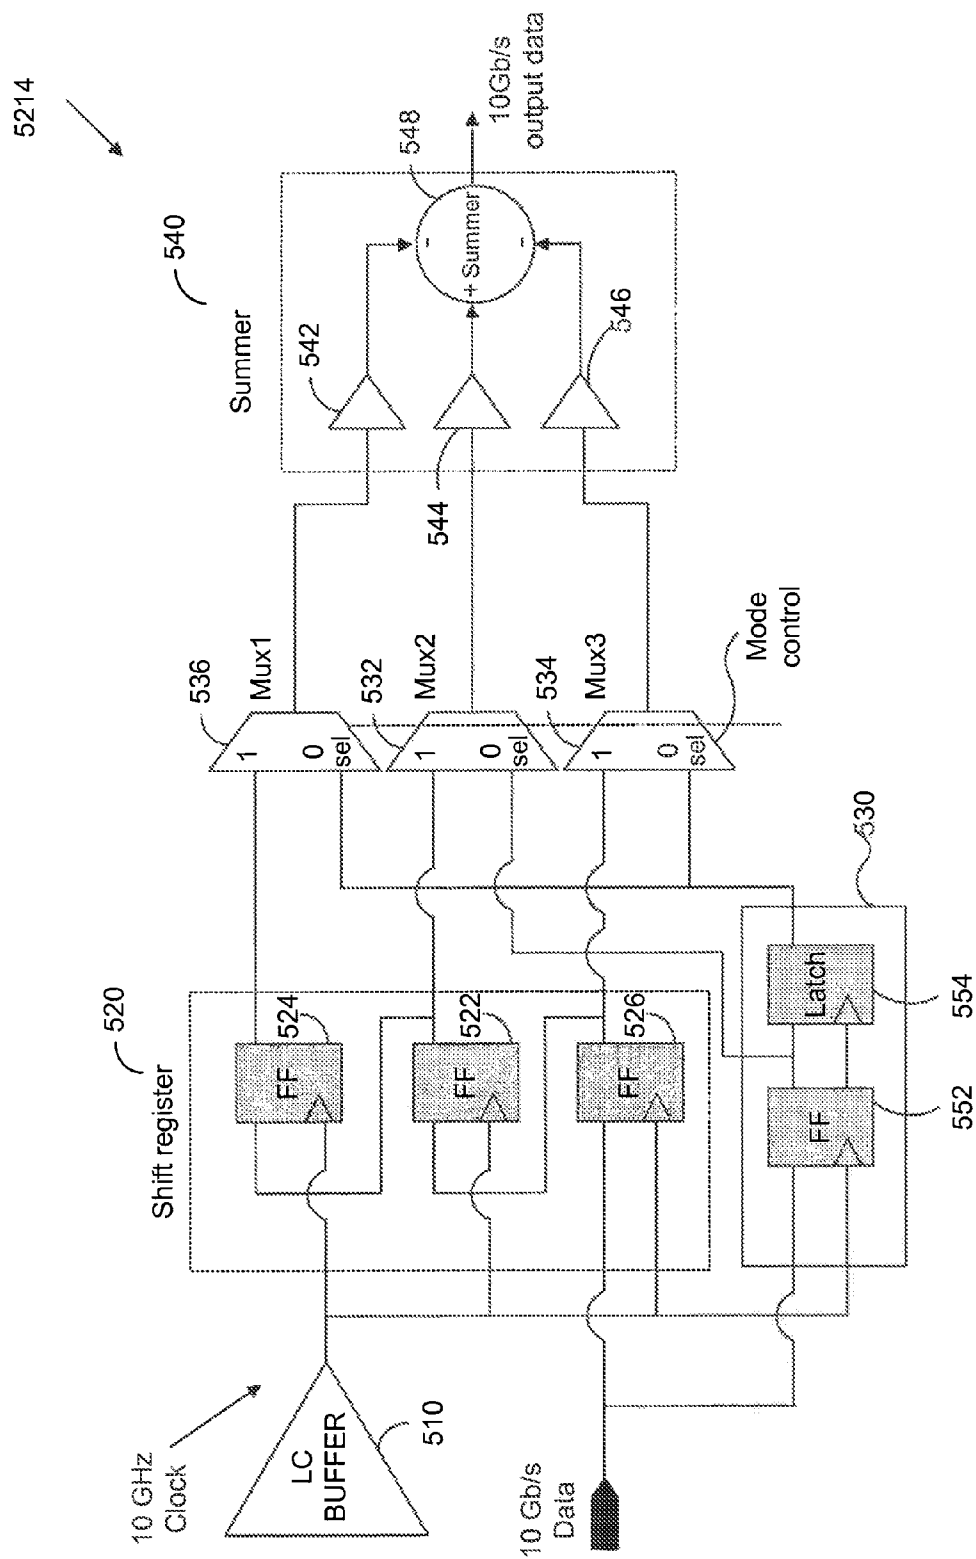 5214
10 GHz
Clock
LC
BUFFER
510
10 Gb/s
Data
Shift register
520
FF
524
FF
522
FF
526
FF
552
Latch
554
530
536
Mux1
1
0
sel
532
Mux2
1
0
sel
534
Mux3
1
0
sel
Mode
control
Summer
540
542
544
546
548
-
+ Summer
-
10Gb/s
output data